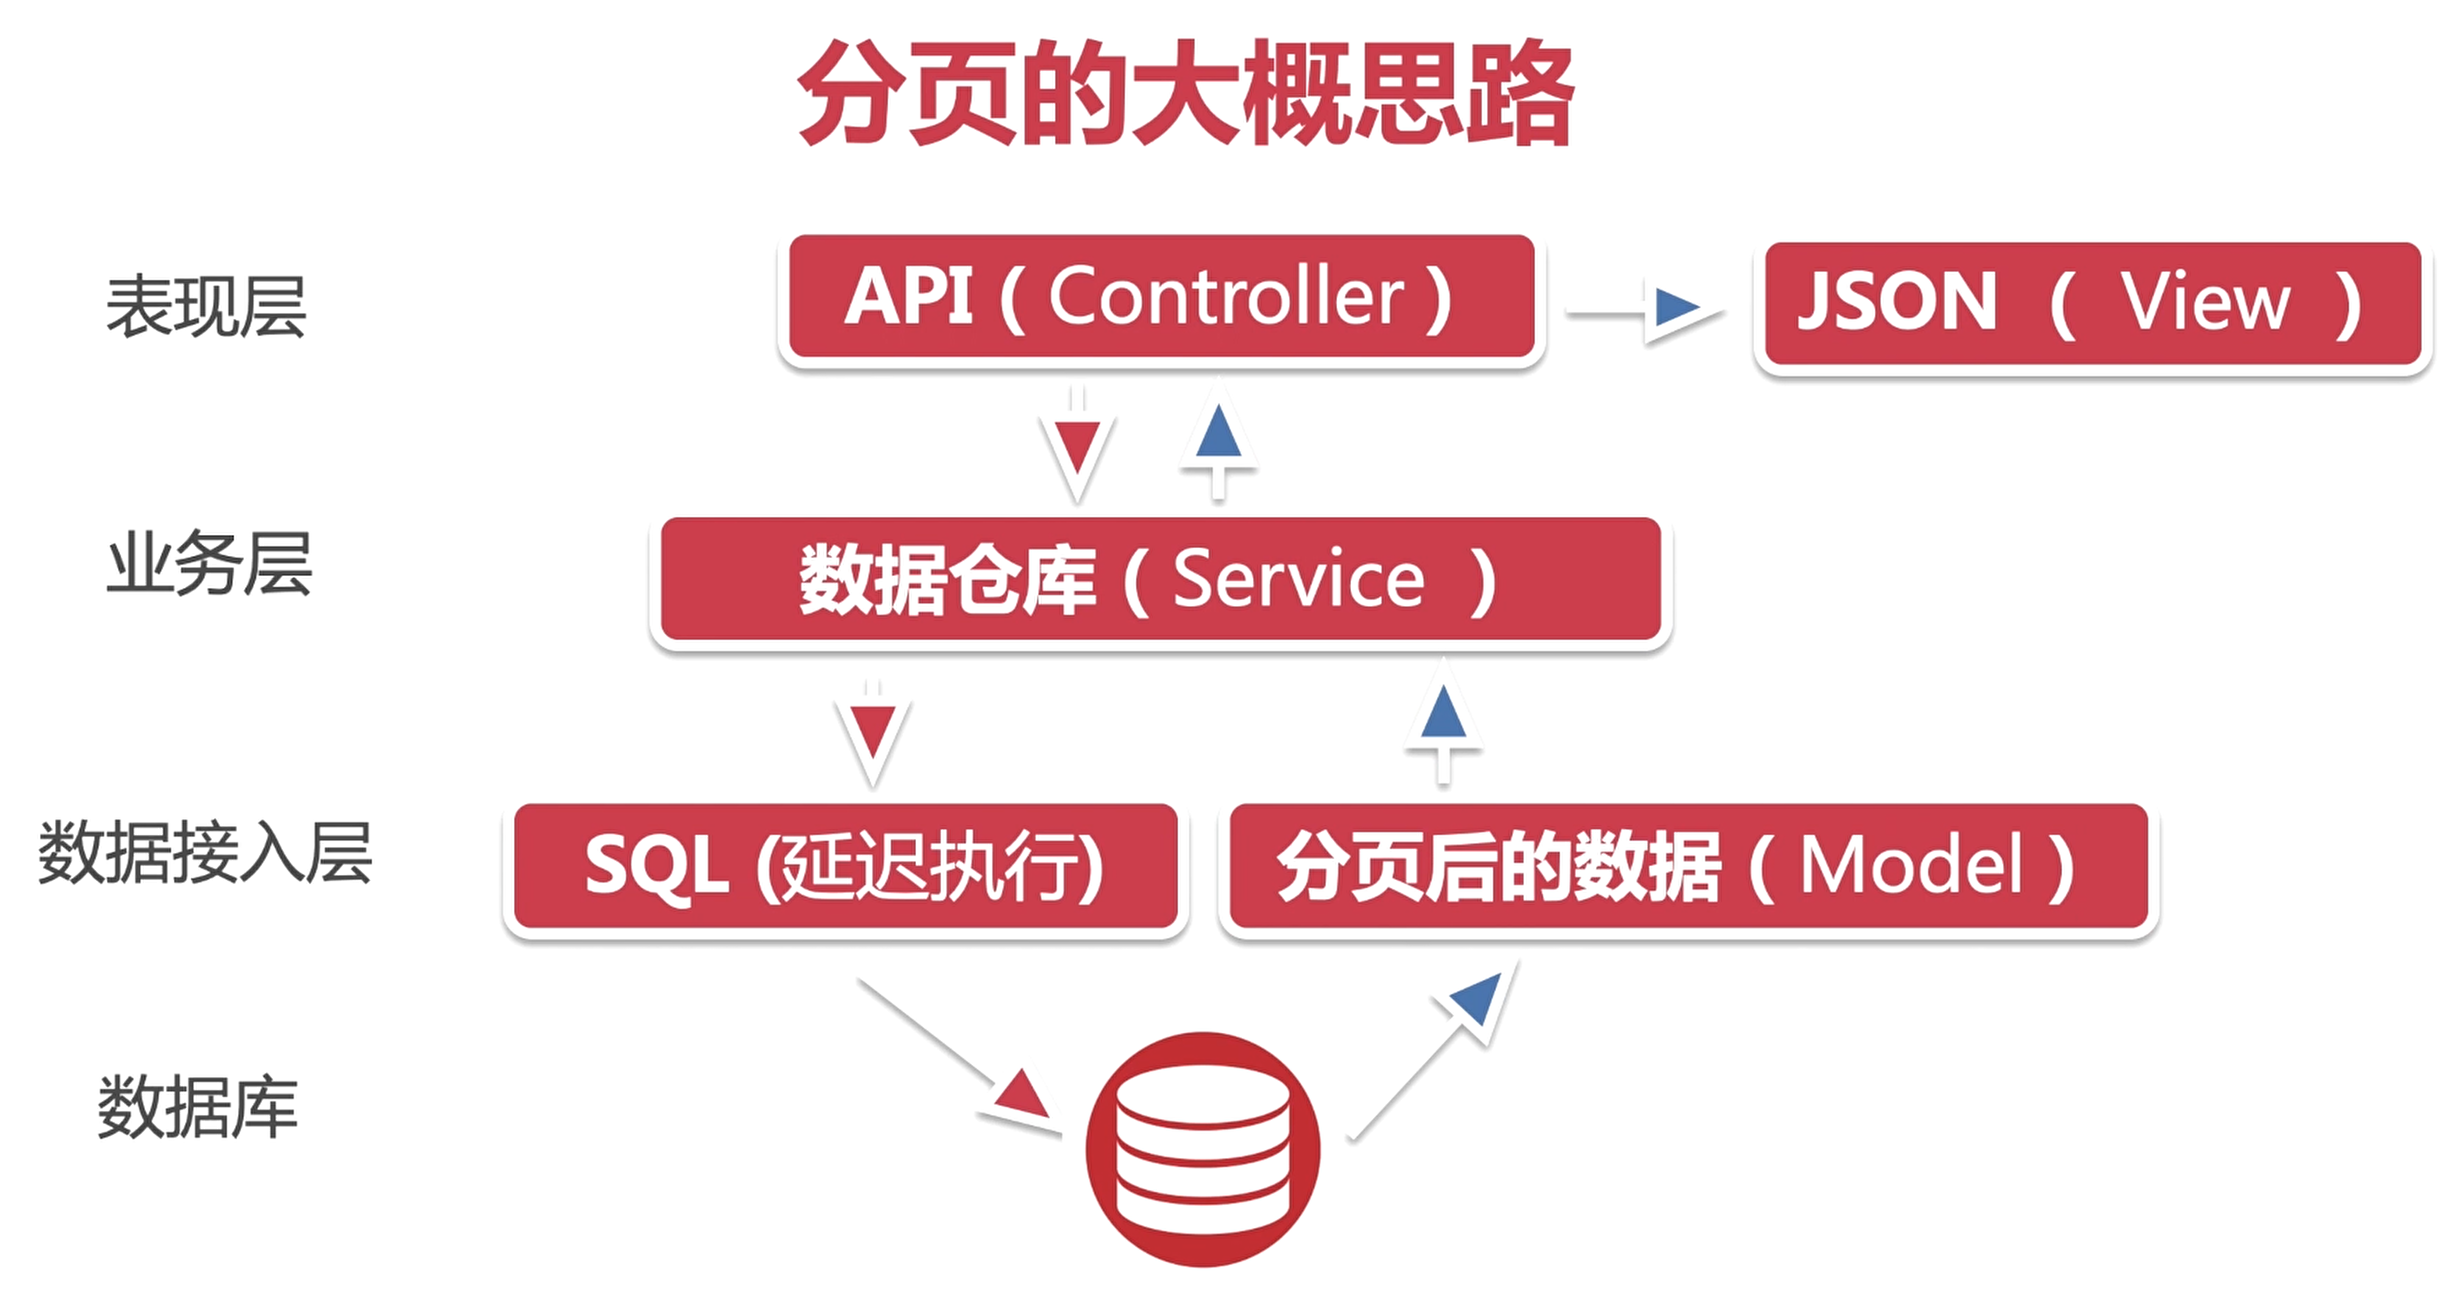 分页的大概思路
表现层
API（Controller）
JSON （ View ）
业务层
数据仓库（Service ）
数据接入层
SQL (延迟执行)
分页后的数据（Model）
数据库